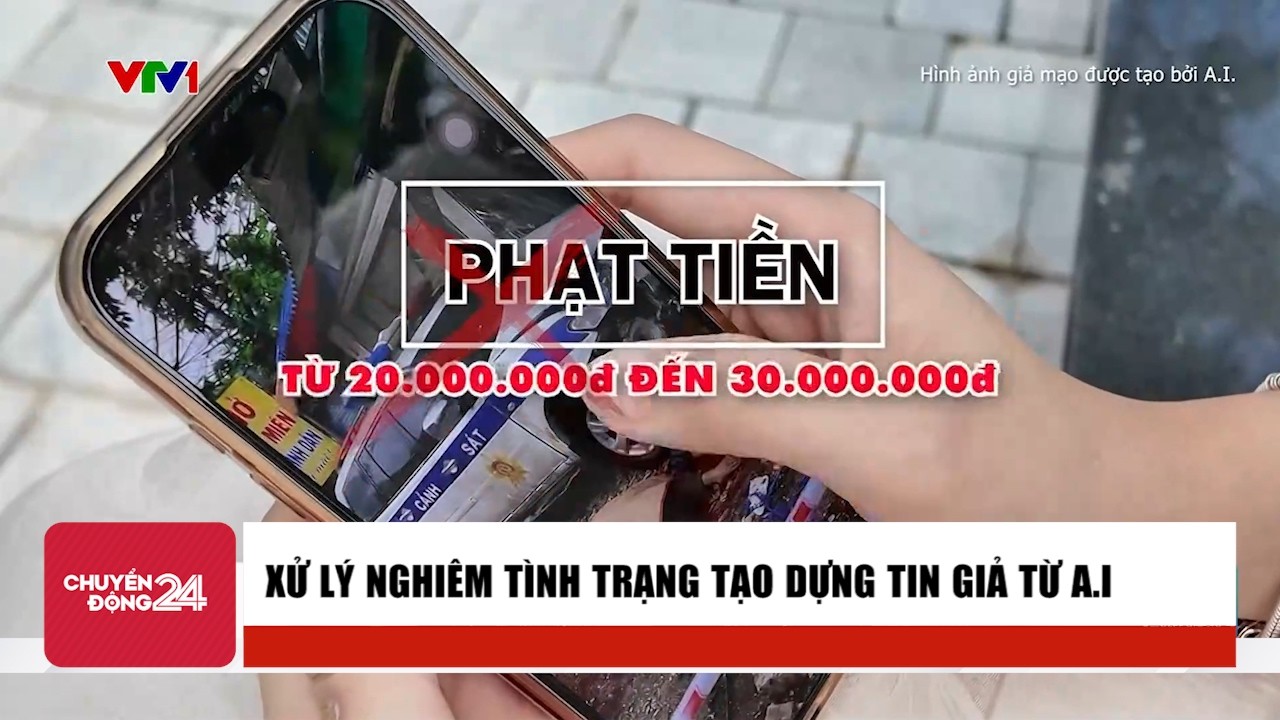 VTV1
Hình ảnh giả mạo được tạo bởi A.I.
PHẠT TIỀN
TỪ 20.000.000đ ĐẾN 30.000.000đ
MIẾN
CẢNH SÁT
CHUYỂN
ĐỘNG 24
XỬ LÝ NGHIÊM TÌNH TRẠNG TẠO DỰNG TIN GIẢ TỪ A.I